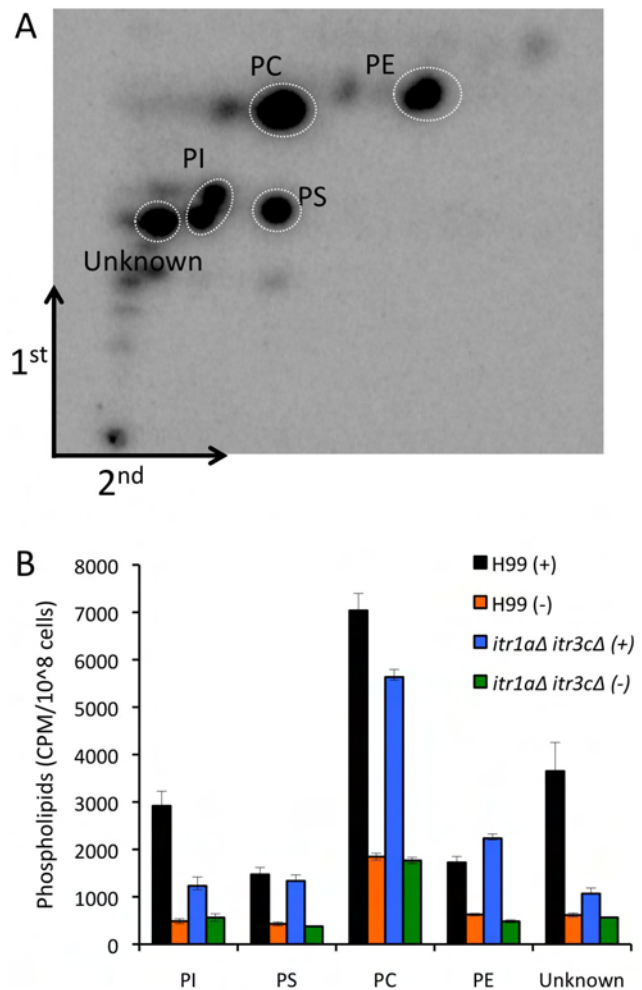 A
PC
PE
PI
PS
Unknown
1st
2nd
B
Phospholipids (CPM/10^8 cells)
8000
7000
6000
5000
4000
3000
2000
1000
0
H99 (+)
H99 (-)
itr1aΔ itr3cΔ (+)
itr1aΔ itr3cΔ (-)
PI PS PC PE Unknown